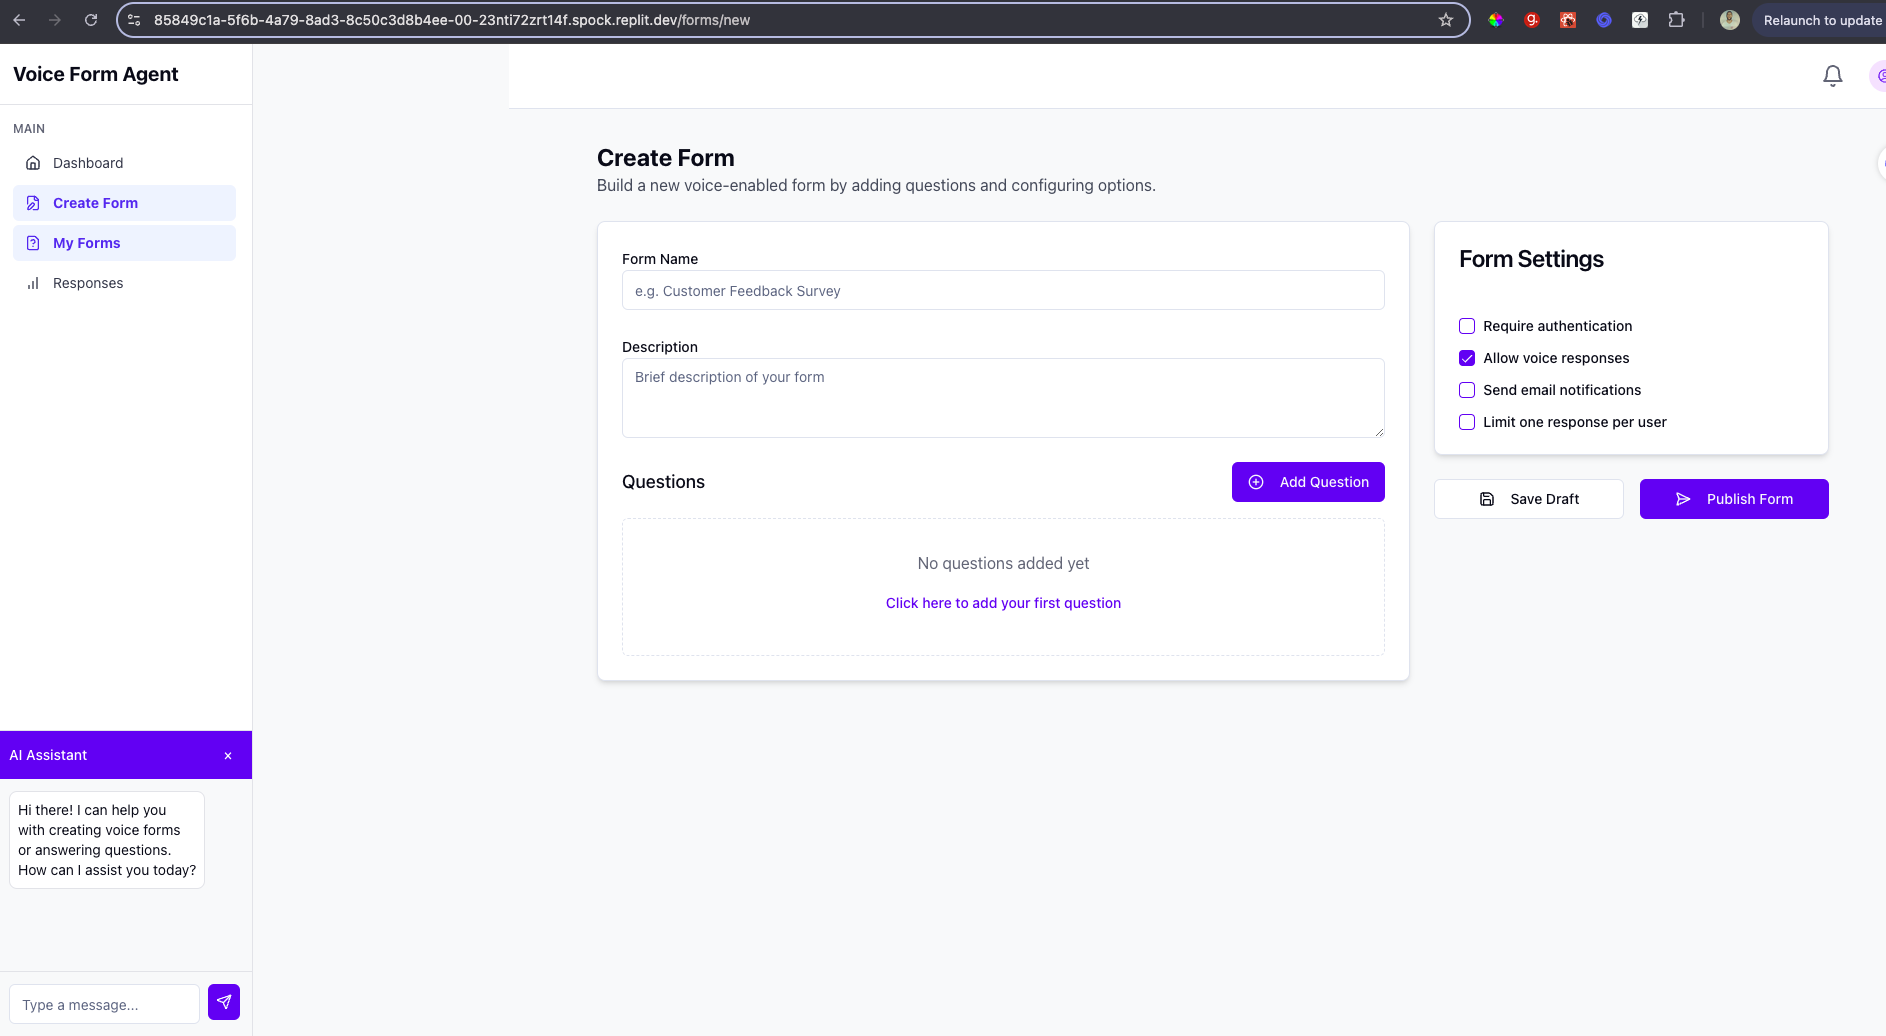 85849c1a-5f6b-4a79-8ad3-8c50c3d8b4ee-00-23nti72zrt14f.spock.replit.dev/forms/new
Relaunch to update
Voice Form Agent
MAIN
Dashboard
Create Form
My Forms
Responses
Create Form
Build a new voice-enabled form by adding questions and configuring options.
Form Name
e.g. Customer Feedback Survey
Description
Brief description of your form
Questions
Add Question
No questions added yet
Click here to add your first question
Form Settings
Require authentication
Allow voice responses
Send email notifications
Limit one response per user
Save Draft
Publish Form
AI Assistant
×
Hi there! I can help you
with creating voice forms
or answering questions.
How can I assist you today?
Type a message...